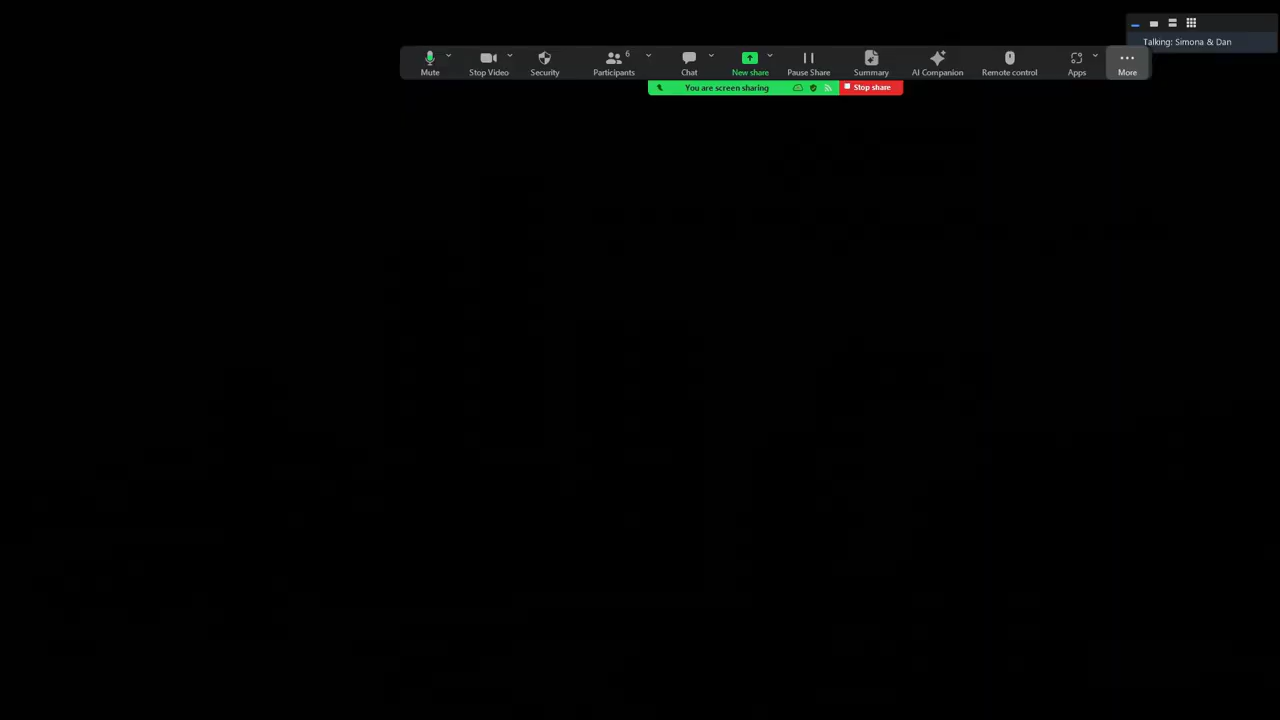 Talking: Simona & Dan
Mute
Stop Video
Security
Participants
6
Chat
New share
Pause Share
Summary
AI Companion
Remote control
Apps
More
You are screen sharing
Stop share